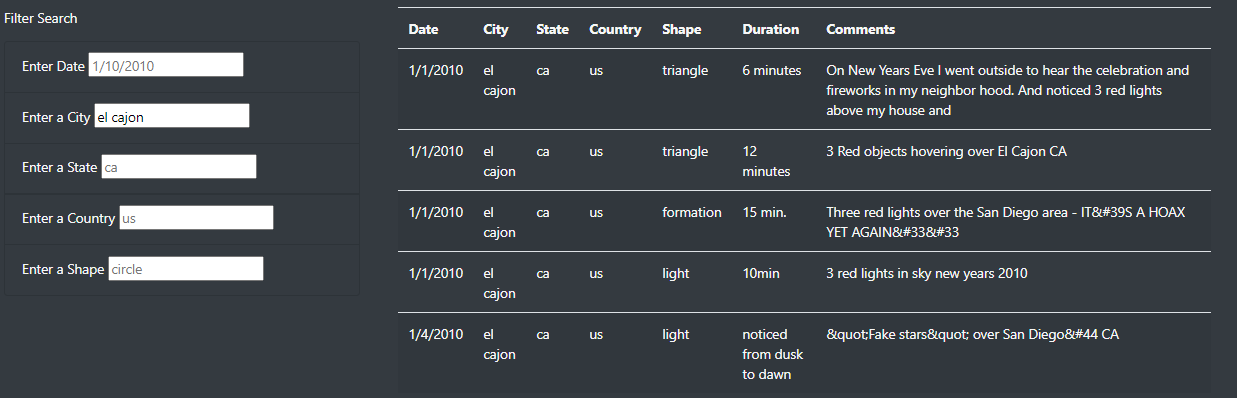 Filter Search
Enter Date 1/10/2010
Enter a City el cajon
Enter a State ca
Enter a Country us
Enter a Shape circle
Date City State Country Shape Duration Comments
1/1/2010 el ca us triangle 6 minutes On New Years Eve I went outside to hear the celebration and
cajon fireworks in my neighbor hood. And noticed 3 red lights
above my house and
1/1/2010 el ca us triangle 12 3 Red objects hovering over El Cajon CA
cajon minutes
1/1/2010 el ca us formation 15 min. Three red lights over the San Diego area - IT&#39S A HOAX
cajon YET AGAIN&#33&#33
1/1/2010 el ca us light 10min 3 red lights in sky new years 2010
cajon
1/4/2010 el ca us light noticed &quot;Fake stars&quot; over San Diego&#44 CA
cajon from dusk
to dawn